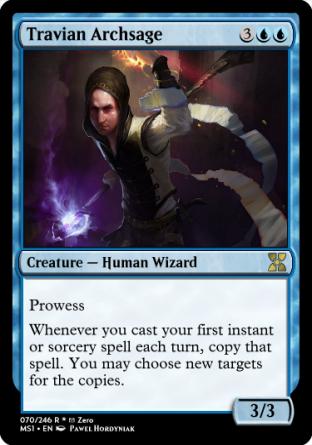 Travian Archsage 3
Creature — Human Wizard
Prowess
Whenever you cast your first instant
or sorcery spell each turn, copy that
spell. You may choose new targets
for the copies.
070/246 R * Zero
MS1 • EN PAWEL HORDYNIAK
3/3